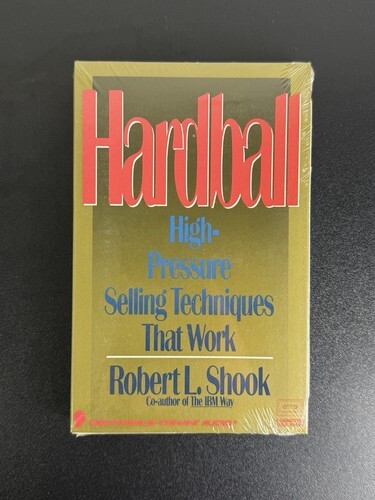 Hardball
High-
Pressure
Selling Techniques
That Work
Robert L. Shook
Co-author of The IBM Way